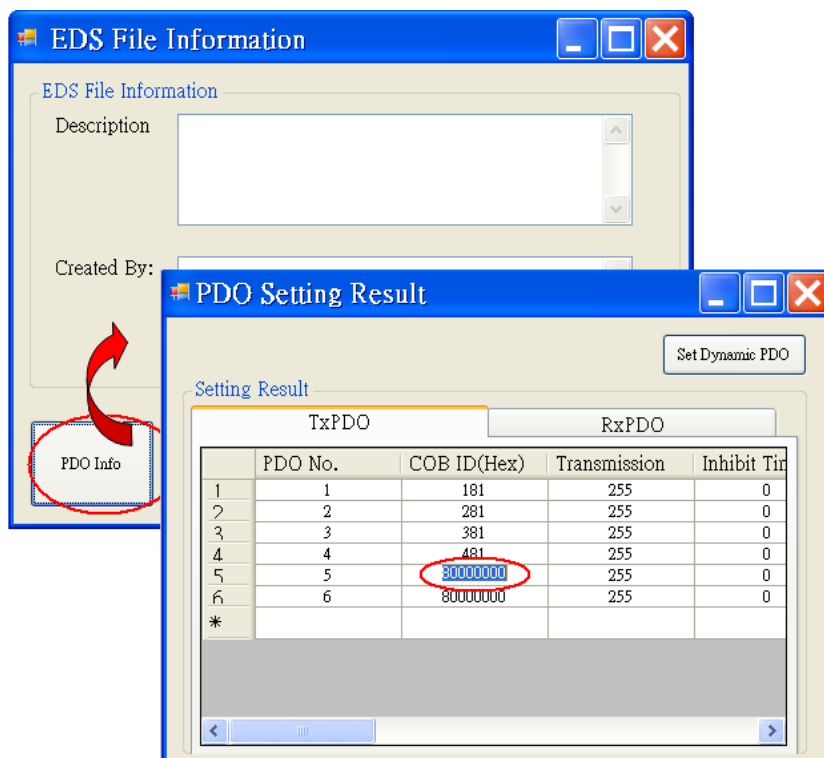 EDS File Information
EDS File Information
Description
Created By:
PDO Info
PDO Setting Result
Set Dynamic PDO
Setting Result
TxPDO RxPDO
PDO No. COB ID(Hex) Transmission Inhibit Tin
1 1 181 255 0
2 2 281 255 0
3 3 381 255 0
4 4 481 255 0
5 5 80000000 255 0
6 6 80000000 255 0
*